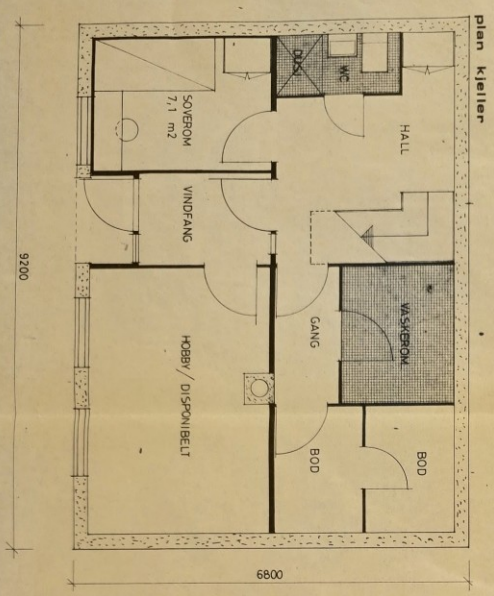 plan kjeller
DUSJ
WC
HALL
SOVEROM
7,1 m2
VINDFANG
GANG
VASKEROM
HOBBY/DISPONIBELT
BOD
BOD
9200
6800